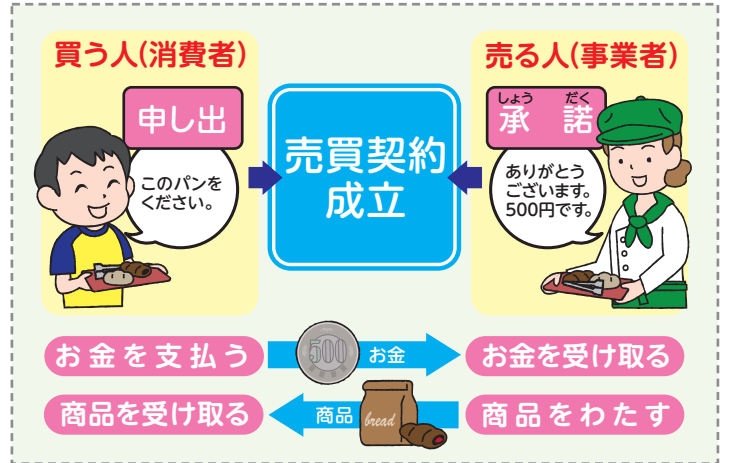 買う人(消費者)
申し出
このパンを
ください。
売買契約
成立
売る人(事業者)
しょう だく
承 諾
ありがとう
ございます。
500円です。
お金を支払う
500
お金
お金を受け取る
商品を受け取る
商品
bread
商品をわたす